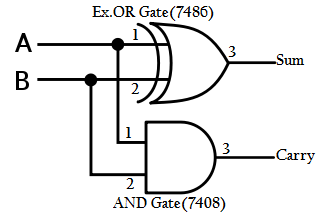 Ex.OR Gate(7486)
A
1
3
Sum
B
2
1
3
Carry
2
AND Gate(7408)